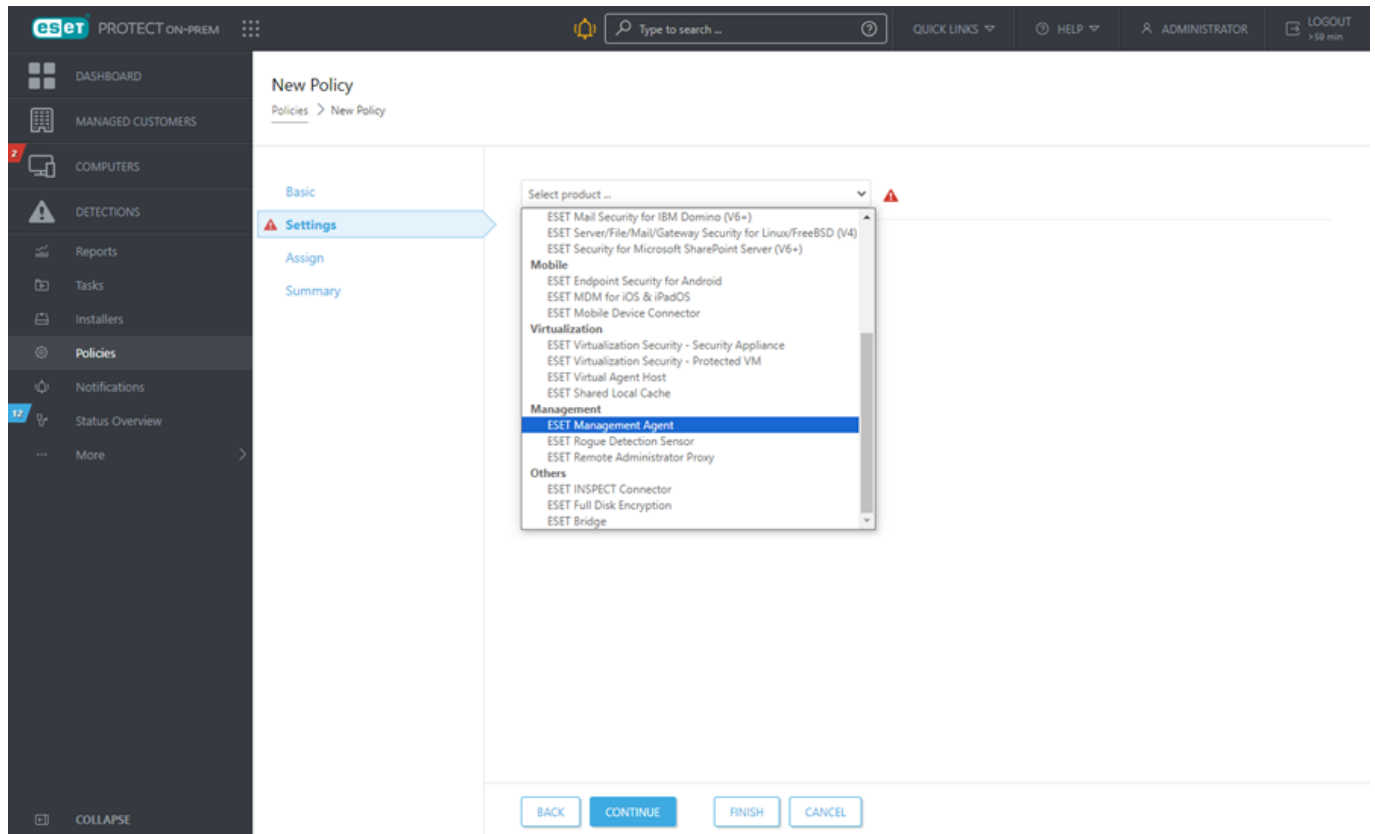 eset PROTECT ON-PREM
Type to search ...
QUICK LINKS
HELP
ADMINISTRATOR
LOGOUT
>59 min
DASHBOARD
MANAGED CUSTOMERS
2
COMPUTERS
DETECTIONS
Reports
Tasks
Installers
Policies
Notifications
12
Status Overview
More
COLLAPSE
New Policy
Policies > New Policy
Basic
Settings
Assign
Summary
Select product ...
ESET Mail Security for IBM Domino (V6+)
ESET Server/File/Mail/Gateway Security for Linux/FreeBSD (V4)
ESET Security for Microsoft SharePoint Server (V6+)
Mobile
ESET Endpoint Security for Android
ESET MDM for iOS & iPadOS
ESET Mobile Device Connector
Virtualization
ESET Virtualization Security - Security Appliance
ESET Virtualization Security - Protected VM
ESET Virtual Agent Host
ESET Shared Local Cache
Management
ESET Management Agent
ESET Rogue Detection Sensor
ESET Remote Administrator Proxy
Others
ESET INSPECT Connector
ESET Full Disk Encryption
ESET Bridge
BACK
CONTINUE
FINISH
CANCEL